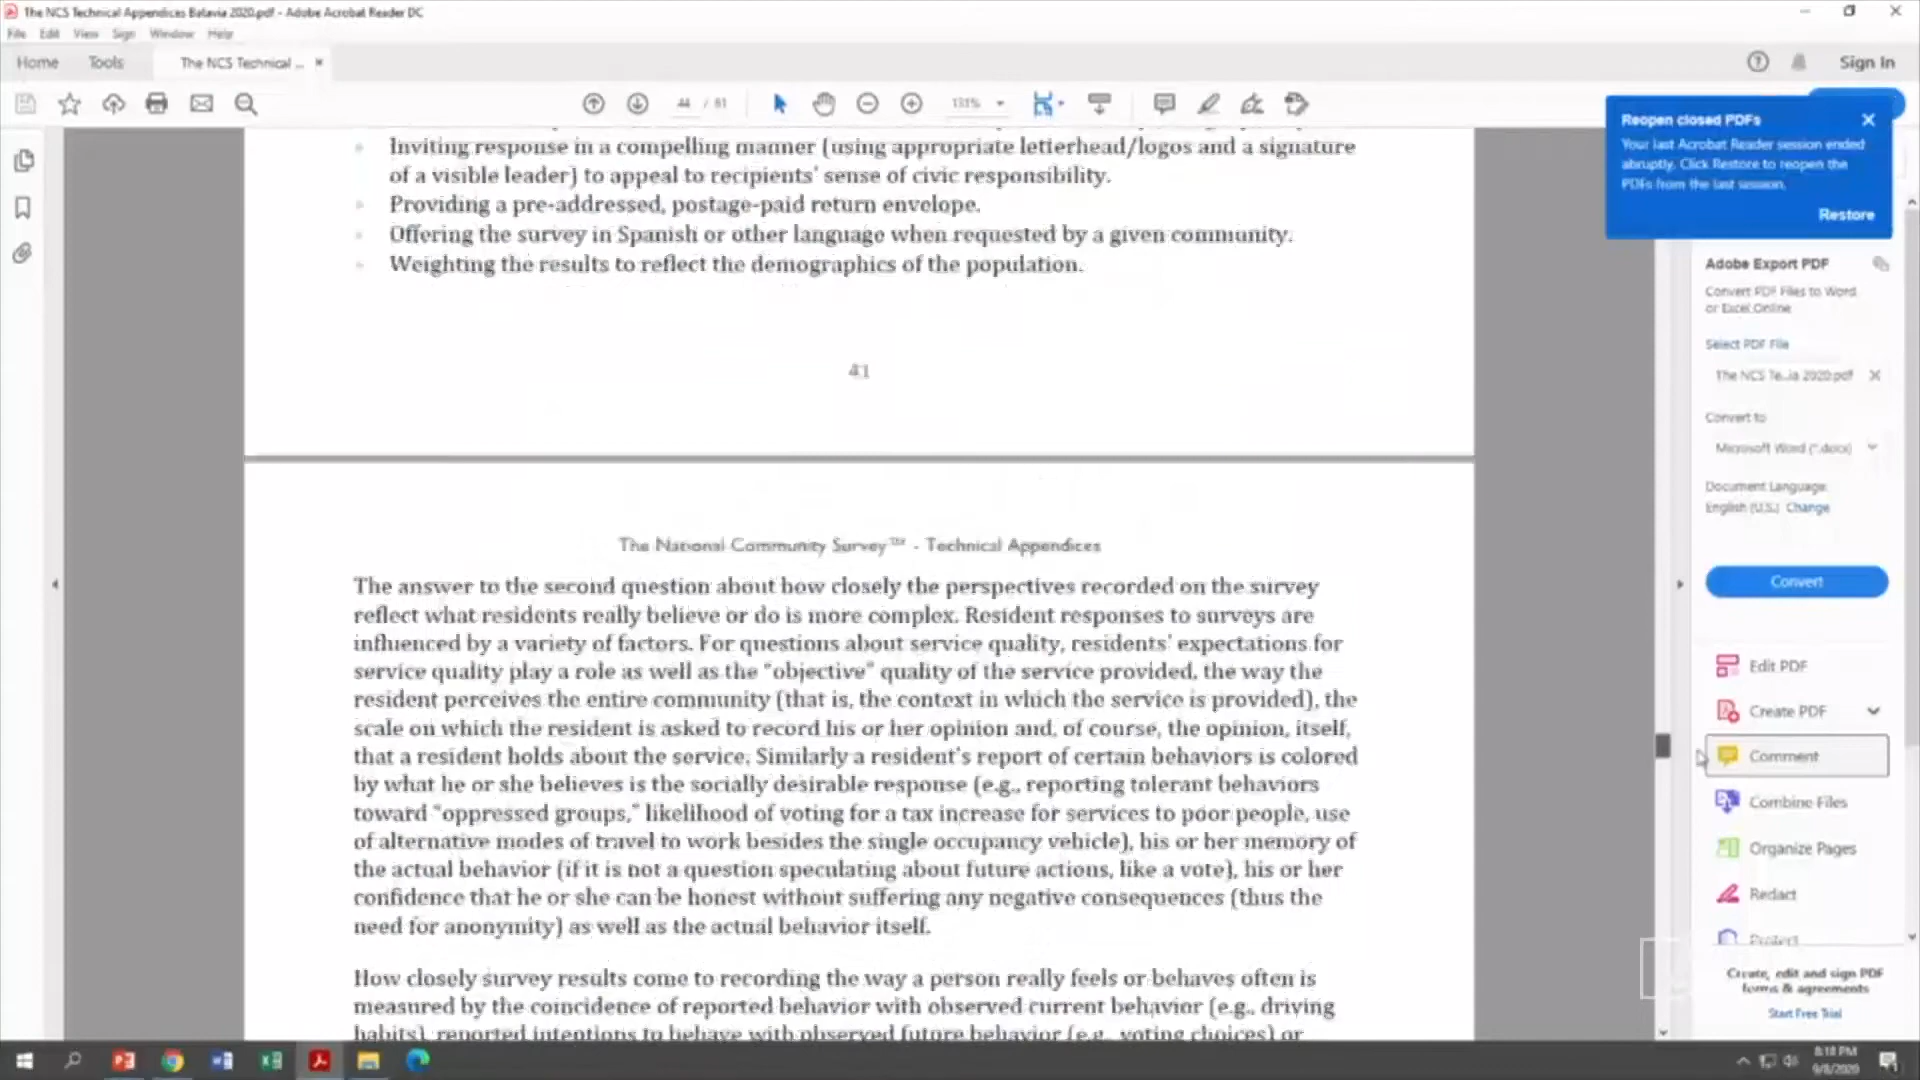 The NCS Technical Appendices Batavia 2020.pdf - Adobe Acrobat Reader DC
File Edit View Sign Window Help
Home Tools The NCS Technical ... × Sign In
44 / 81 131%
Reopen closed PDFs
Your last Acrobat Reader session ended
abruptly. Click Restore to reopen the
PDFs from the last session.
Restore
Inviting response in a compelling manner (using appropriate letterhead/logos and a signature
of a visible leader) to appeal to recipients' sense of civic responsibility.
Providing a pre-addressed, postage-paid return envelope.
Offering the survey in Spanish or other language when requested by a given community.
Weighting the results to reflect the demographics of the population.
41
The National Community Survey™ - Technical Appendices
The answer to the second question about how closely the perspectives recorded on the survey
reflect what residents really believe or do is more complex. Resident responses to surveys are
influenced by a variety of factors. For questions about service quality, residents' expectations for
service quality play a role as well as the "objective" quality of the service provided, the way the
resident perceives the entire community (that is, the context in which the service is provided), the
scale on which the resident is asked to record his or her opinion and, of course, the opinion, itself,
that a resident holds about the service. Similarly a resident's report of certain behaviors is colored
by what he or she believes is the socially desirable response (e.g., reporting tolerant behaviors
toward "oppressed groups," likelihood of voting for a tax increase for services to poor people, use
of alternative modes of travel to work besides the single occupancy vehicle), his or her memory of
the actual behavior (if it is not a question speculating about future actions, like a vote), his or her
confidence that he or she can be honest without suffering any negative consequences (thus the
need for anonymity) as well as the actual behavior itself.
How closely survey results come to recording the way a person really feels or behaves often is
measured by the coincidence of reported behavior with observed current behavior (e.g., driving
habits), reported intentions to behave with observed future behavior (e.g., voting choices) or
Adobe Export PDF
Convert PDF Files to Word
or Excel Online
Select PDF File
The NCS Te...ia 2020.pdf ×
Convert to
Microsoft Word (*.docx)
Document Language:
English (U.S.) Change
Convert
Edit PDF
Create PDF
Comment
Combine Files
Organize Pages
Redact
Protect
Create, edit and sign PDF
forms & agreements
Start Free Trial
8:18 PM
9/8/2020